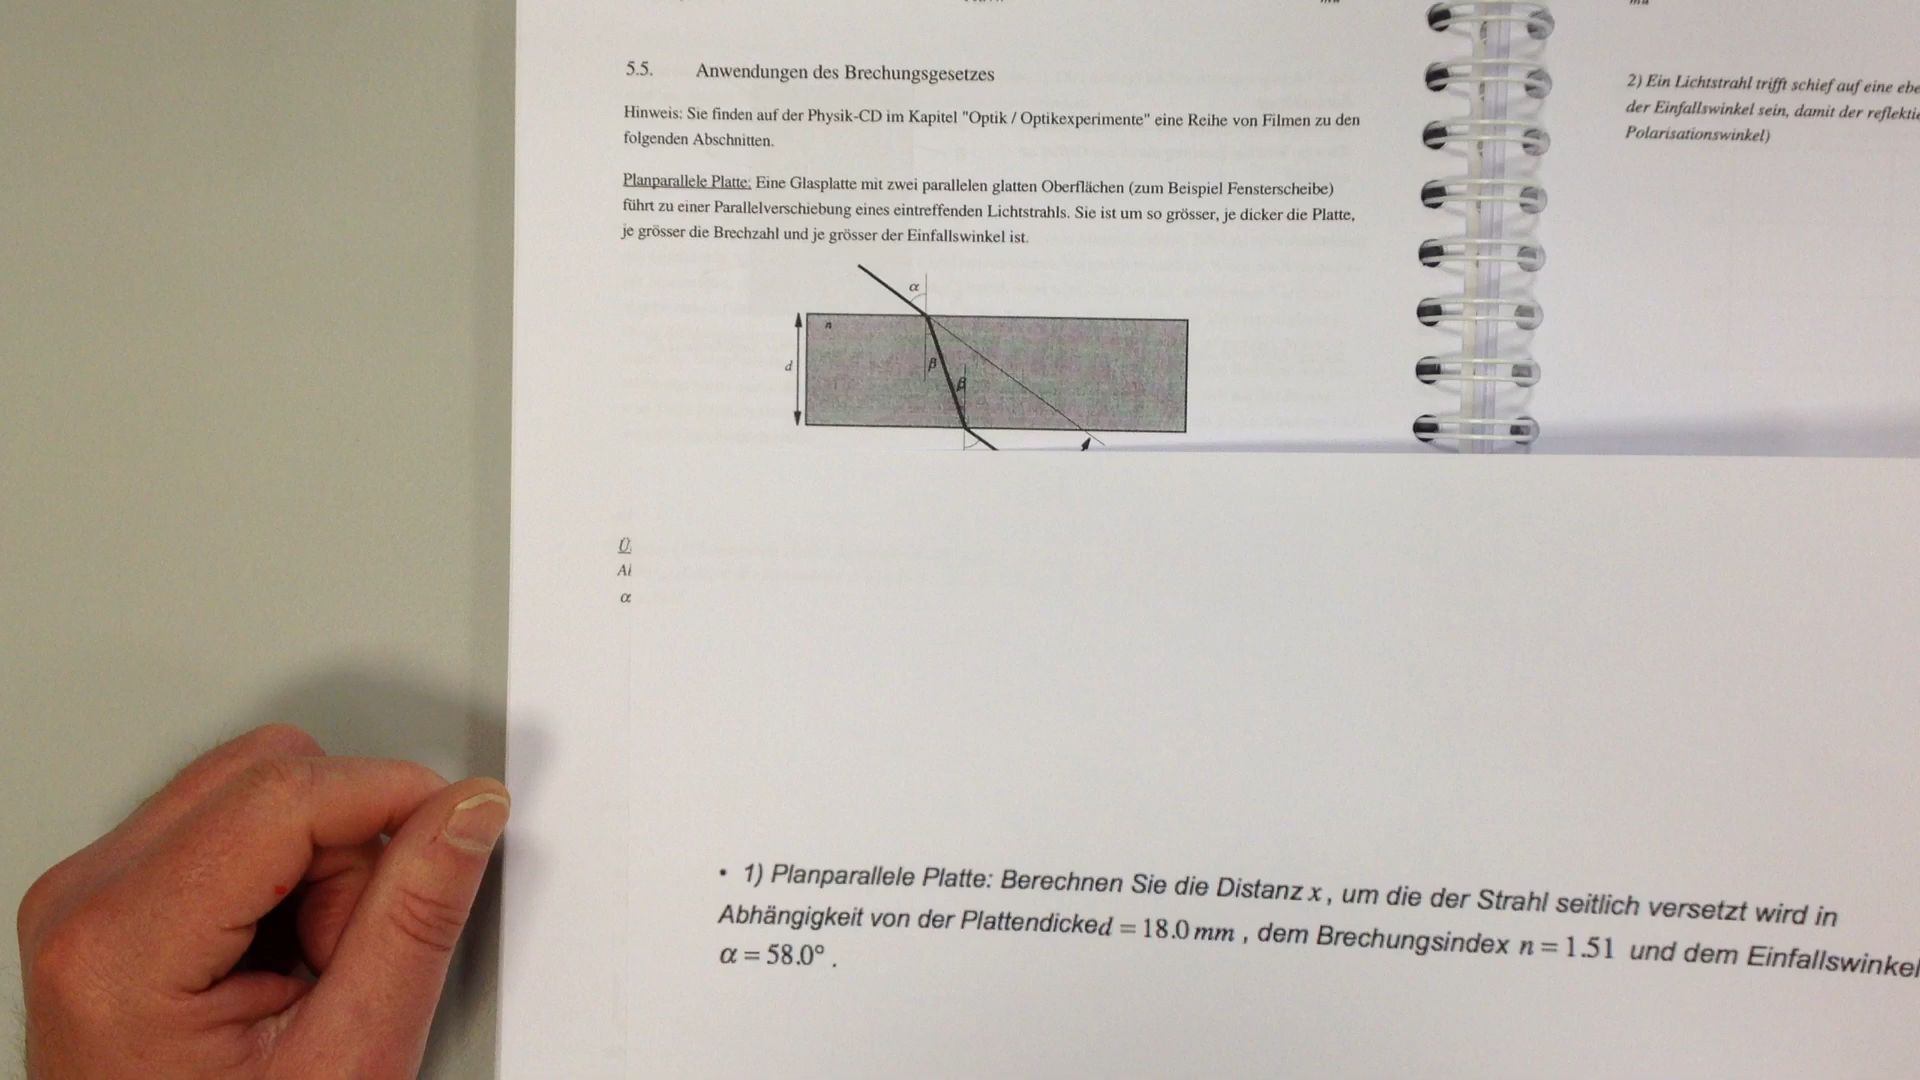 5.5. Anwendungen des Brechungsgesetzes
Hinweis: Sie finden auf der Physik-CD im Kapitel "Optik / Optikexperimente" eine Reihe von Filmen zu den
folgenden Abschnitten.
Planparallele Platte: Eine Glasplatte mit zwei parallelen glatten Oberflächen (zum Beispiel Fensterscheibe)
führt zu einer Parallelverschiebung eines eintreffenden Lichtstrahls. Sie ist um so grösser, je dicker die Platte,
je grösser die Brechzahl und je grösser der Einfallswinkel ist.
α
n
d
β
β
Al
α
• 1) Planparallele Platte: Berechnen Sie die Distanz x, um die der Strahl seitlich versetzt wird in
Abhängigkeit von der Plattendicked = 18.0 mm, dem Brechungsindex n = 1.51 und dem Einfallswinkel
α = 58.0°.
2) Ein Lichtstrahl trifft schief auf eine ebe
der Einfallswinkel sein, damit der reflektie
Polarisationswinkel)